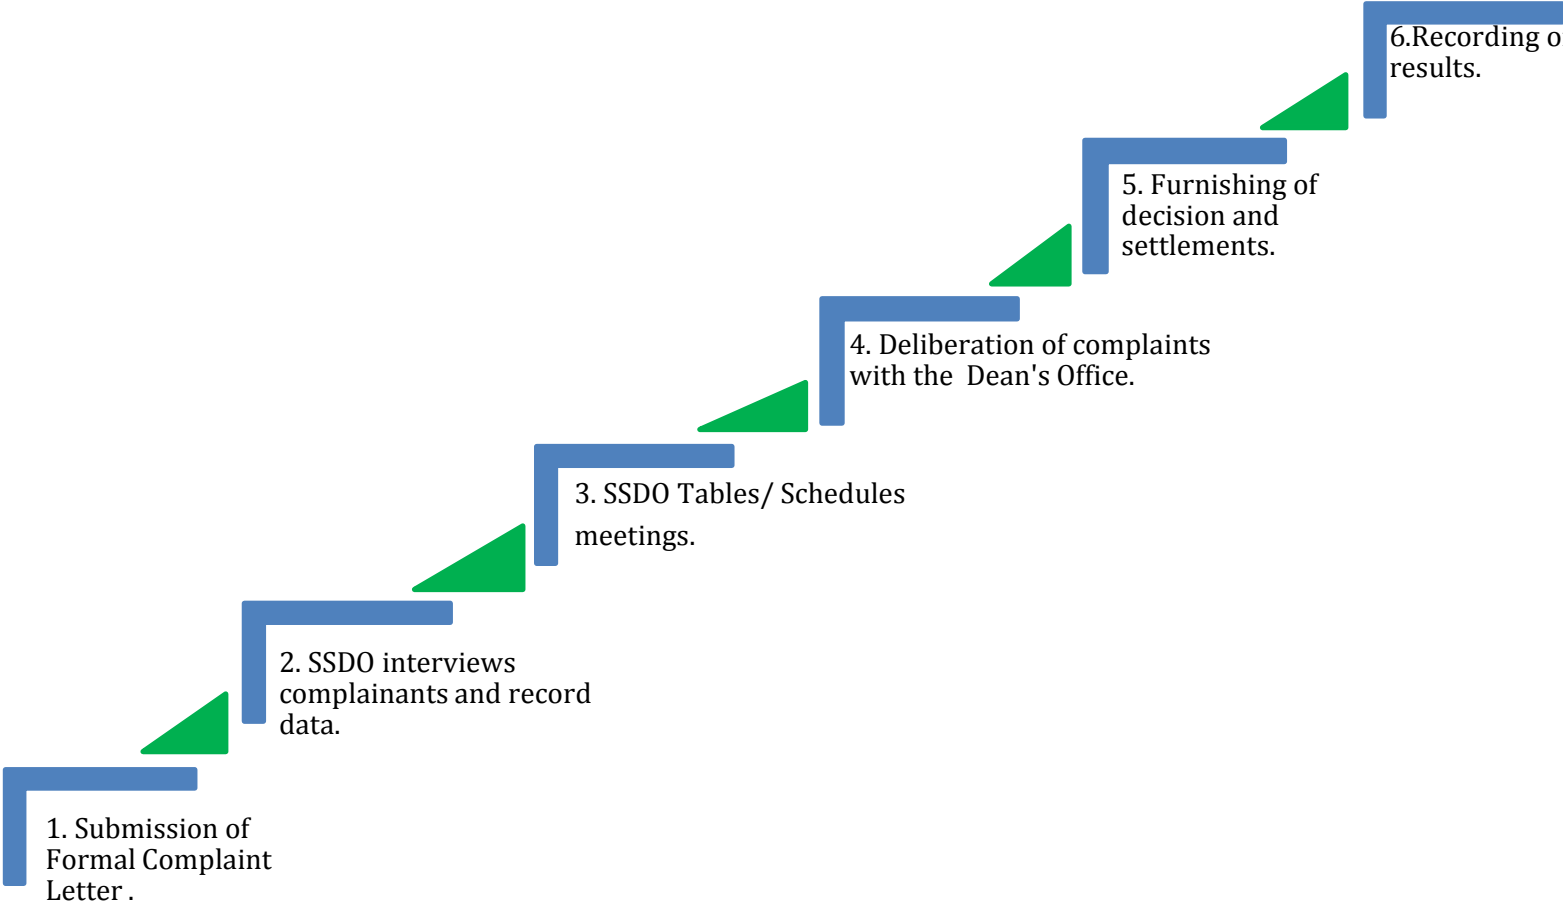 1. Submission of
Formal Complaint
Letter .
2. SSDO interviews
complainants and record
data.
3. SSDO Tables/ Schedules
meetings.
4. Deliberation of complaints
with the  Dean's Office.
5. Furnishing of
decision and
settlements.
6.Recording
results.